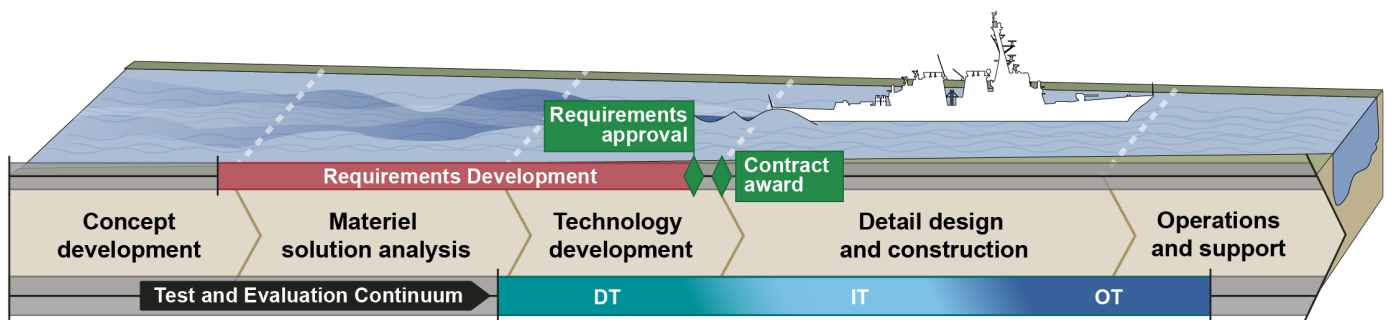 Requirements
approval
Contract
award
Requirements Development
Concept
development
Materiel
solution analysis
Technology
development
Detail design
and construction
Operations
and support
Test and Evaluation Continuum
DT
IT
OT